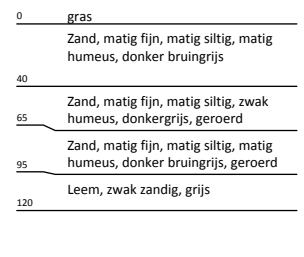 0 gras
Zand, matig fijn, matig siltig, matig
humeus, donker bruingrijs
40
Zand, matig fijn, matig siltig, zwak
65 humeus, donkergrijs, geroerd
Zand, matig fijn, matig siltig, matig
95 humeus, donker bruingrijs, geroerd
Leem, zwak zandig, grijs
120